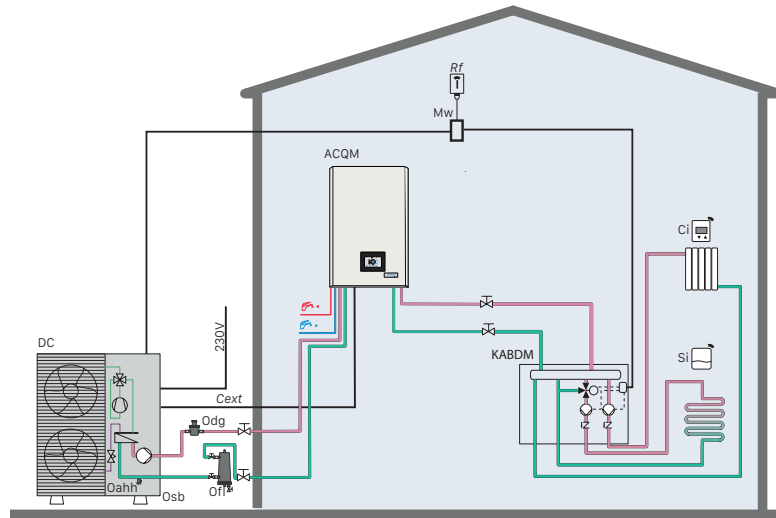 Rf
Mw
ACQM
Ci
230V
DC
Si
KABDM
Cext
Odg
Oahh
Ofl
Osb